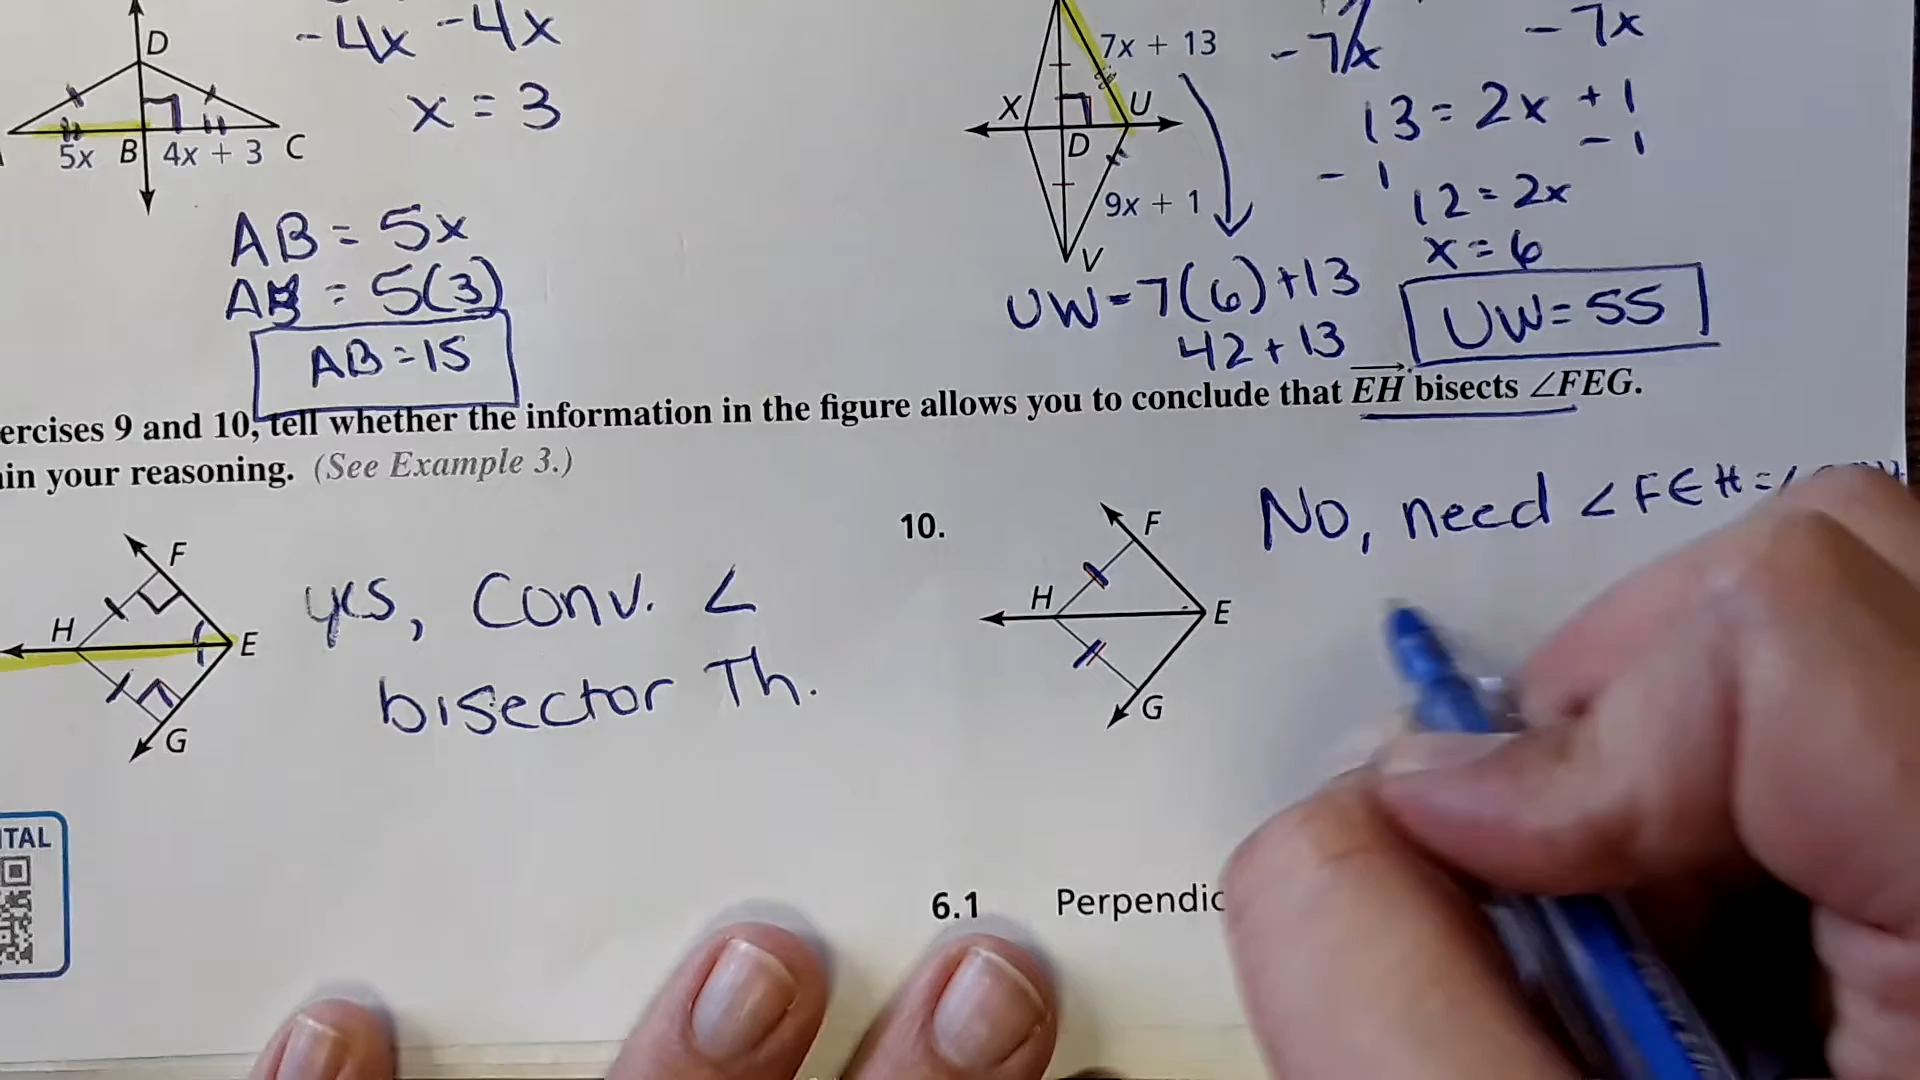 D
-4x -4x
x = 3
5x B 4x + 3 C
AB = 5x
AB = 5(3)
AB = 15
7x + 13
X U
D
9x + 1
V
-7x -7x
13 = 2x + 1
- 1 - 1
12 = 2x
x = 6
UW = 7(6) + 13
42 + 13
UW = 55
ercises 9 and 10, tell whether the information in the figure allows you to conclude that EH bisects ∠FEG.
ain your reasoning. (See Example 3.)
F
H E
G
yes, Conv. ∠
bisector Th.
10.
F
H E
G
No, need ∠FEH = ∠
ITAL
6.1 Perpendic